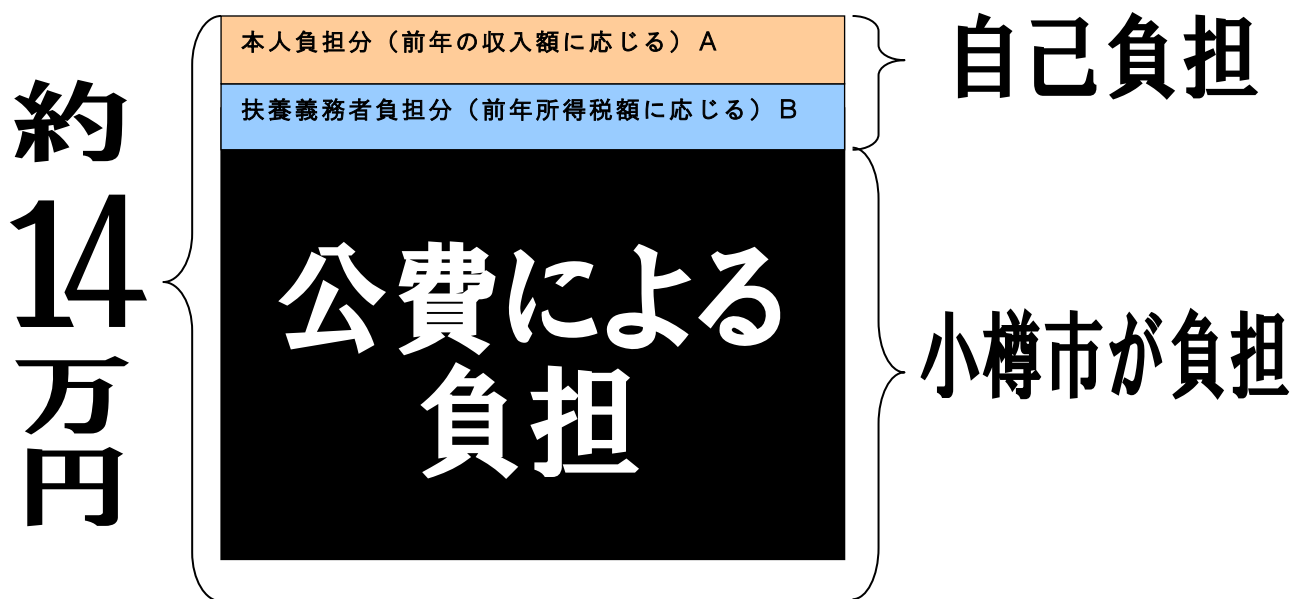 約
14
万
円
本人負担分（前年の収入額に応じる）A
扶養義務者負担分（前年所得税額に応じる）B
公費による
負担
自己負担
小樽市が負担